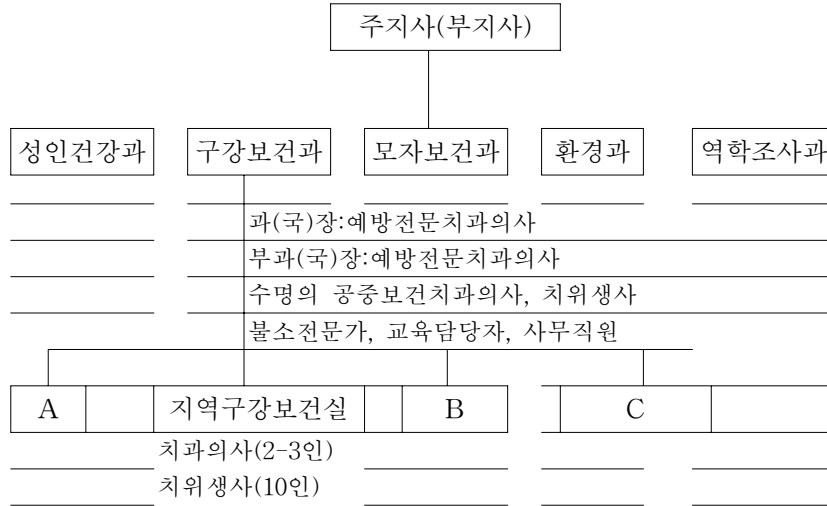 주지사(부지사)
성인건강과 구강보건과 모자보건과 환경과 역학조사과
과(국)장:예방전문치과의사
부과(국)장:예방전문치과의사
수명의 공중보건치과의사, 치위생사
불소전문가, 교육담당자, 사무직원
A 지역구강보건실 B C
치과의사(2-3인)
치위생사(10인)